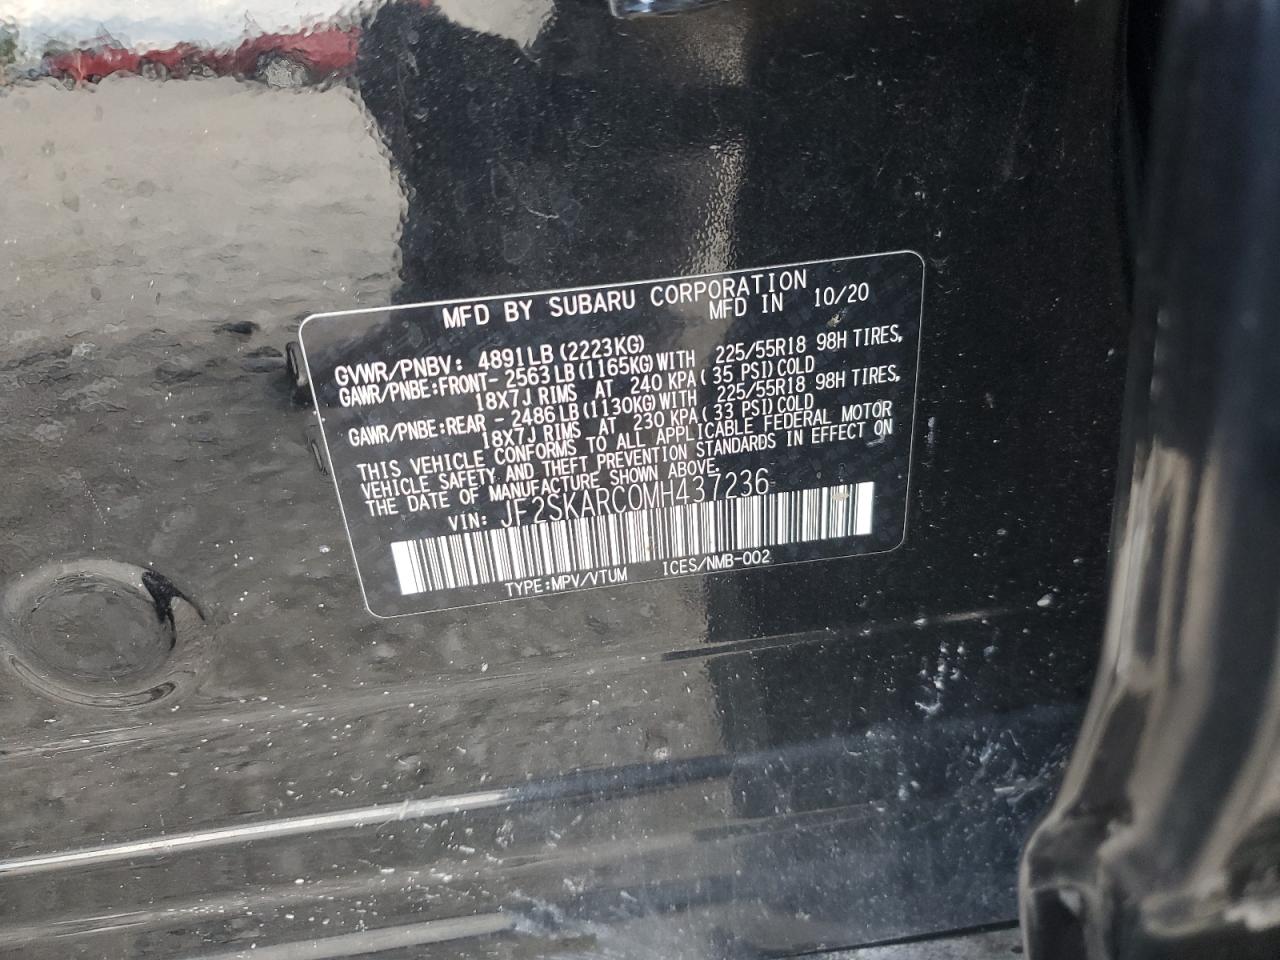 MFD BY SUBARU CORPORATION
MFD IN 10/20
GVWR/PNBV: 4891LB(2223KG)
GAWR/PNBE:FRONT-2563LB(1165KG)WITH 225/55R18 98H TIRES,
18X7J RIMS AT 240 KPA(35 PSI)COLD
GAWR/PNBE:REAR -2486LB(1130KG)WITH 225/55R18 98H TIRES,
18X7J RIMS AT 230 KPA(33 PSI)COLD
THIS VEHICLE CONFORMS TO ALL APPLICABLE FEDERAL MOTOR
VEHICLE SAFETY AND THEFT PREVENTION STANDARDS IN EFFECT ON
THE DATE OF MANUFACTURE SHOWN ABOVE.
VIN: JF2SKARC0MH437236
TYPE:MPV/VTUM ICES/NMB-002